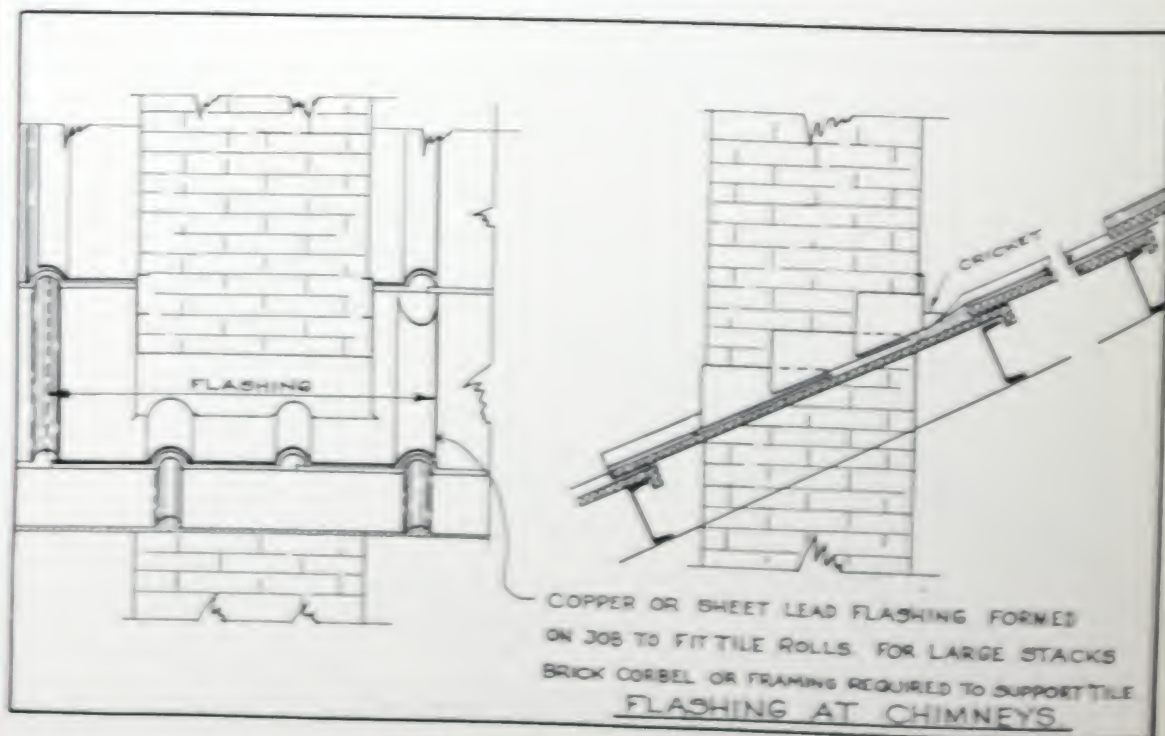 FLASHING
CRICKET
COPPER OR SHEET LEAD FLASHING FORMED
ON JOB TO FIT TILE ROLLS. FOR LARGE STACKS
BRICK CORBEL OR FRAMING REQUIRED TO SUPPORT TILE
FLASHING AT CHIMNEYS